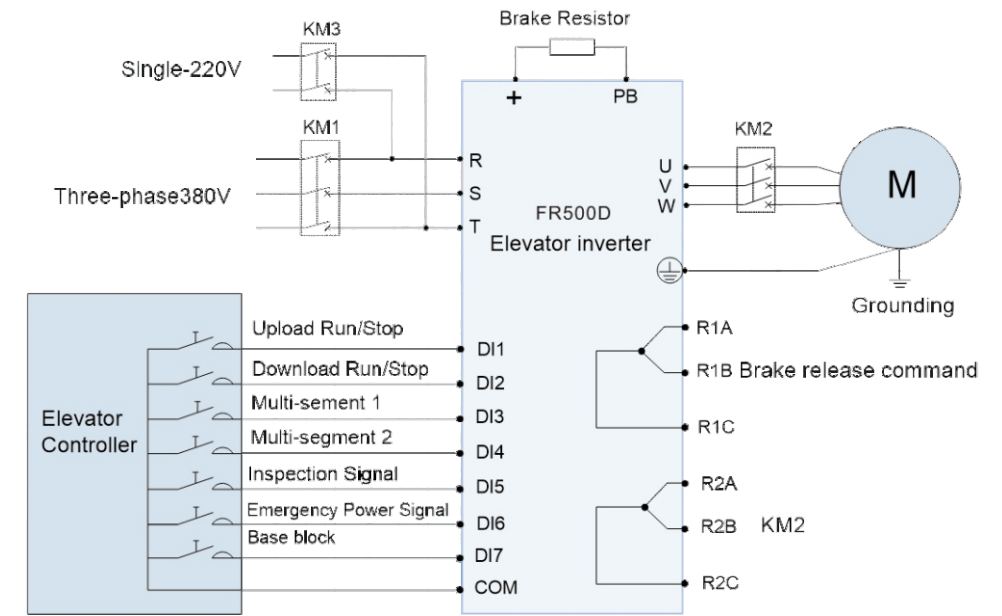 Brake Resistor
KM3
Single-220V
+
PB
KM1
KM2
R
Three-phase380V
S
T
U
V
W
M
FR500D
Elevator inverter
Grounding
Upload Run/Stop
DI1
Download Run/Stop
DI2
Multi-sement 1
DI3
Multi-segment 2
DI4
Inspection Signal
DI5
Emergency Power Signal
DI6
Base block
DI7
COM
Elevator
Controller
R1A
R1B Brake release command
R1C
R2A
R2B KM2
R2C